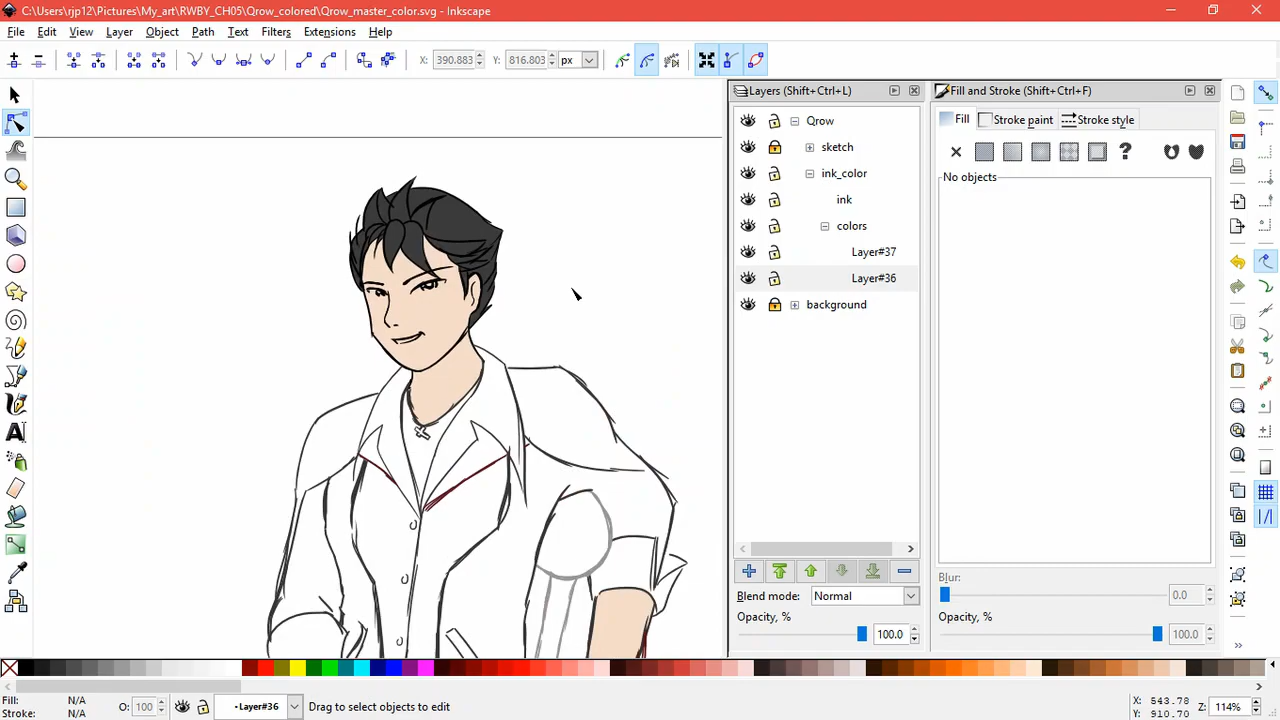 C:\Users\rjp12\Pictures\My_art\RWBY_CH05\Qrow_colored\Qrow_master_color.svg - Inkscape
File Edit View Layer Object Path Text Filters Extensions Help
X: 390.883 Y: 816.803 px
Layers (Shift+Ctrl+L)
Fill and Stroke (Shift+Ctrl+F)
Qrow
sketch
ink_color
ink
colors
Layer#37
Layer#36
background
Fill Stroke paint Stroke style
?
No objects
Blend mode: Normal
Opacity, % 100.0
Blur: 0.0
Opacity, % 100.0
Fill: N/A
Stroke: N/A
O: 100
•Layer#36
Drag to select objects to edit
X: 543.78
Y: 910.70
Z: 114%